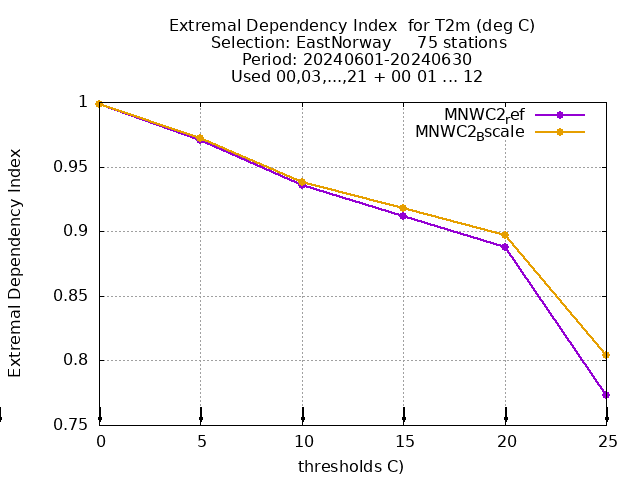 Extremal Dependency Index for T2m (deg C)
Selection: EastNorway 75 stations
Period: 20240601-20240630
Used 00,03,...,21 + 00 01 ... 12
MNWC2ref
MNWC2Bscale
Extremal Dependency Index
1
0.95
0.9
0.85
0.8
0.75
0 5 10 15 20 25
thresholds C)